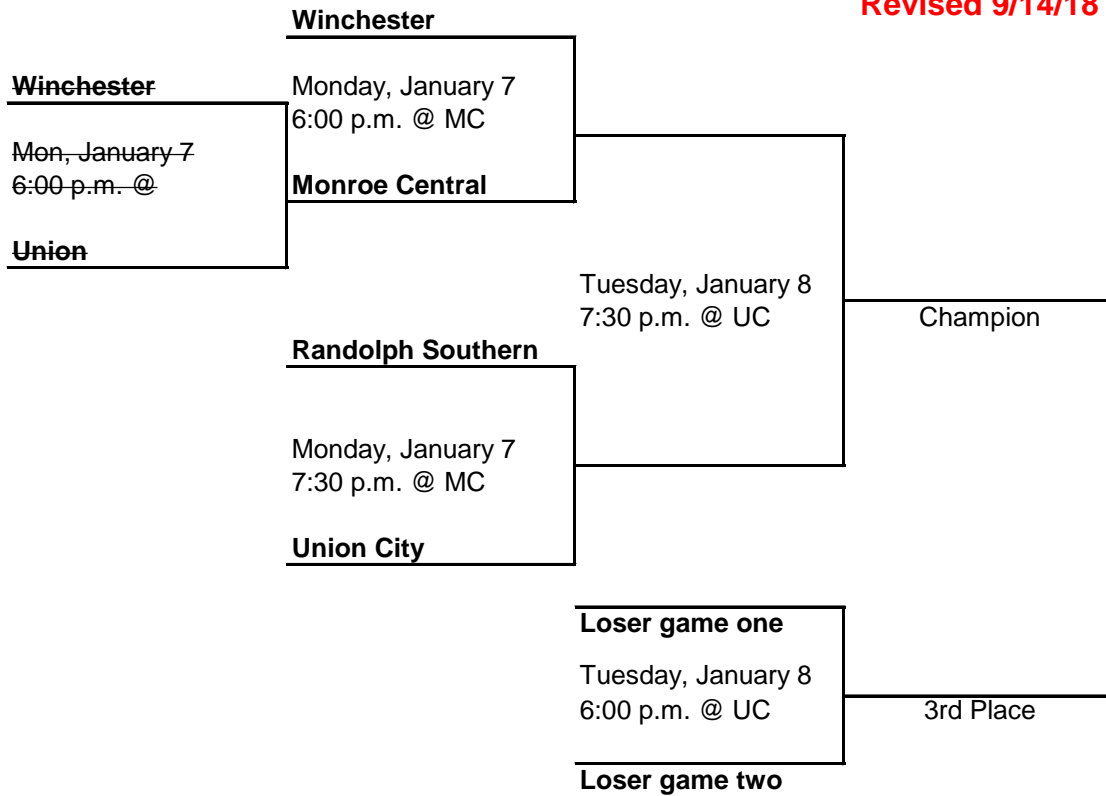 Revised 9/14/18
Winchester
Winchester
Monday, January 7
6:00 p.m. @ MC
Mon, January 7
6:00 p.m. @
Monroe Central
Union
Tuesday, January 8
7:30 p.m. @ UC
Champion
Randolph Southern
Monday, January 7
7:30 p.m. @ MC
Union City
Loser game one
Tuesday, January 8
6:00 p.m. @ UC
3rd Place
Loser game two